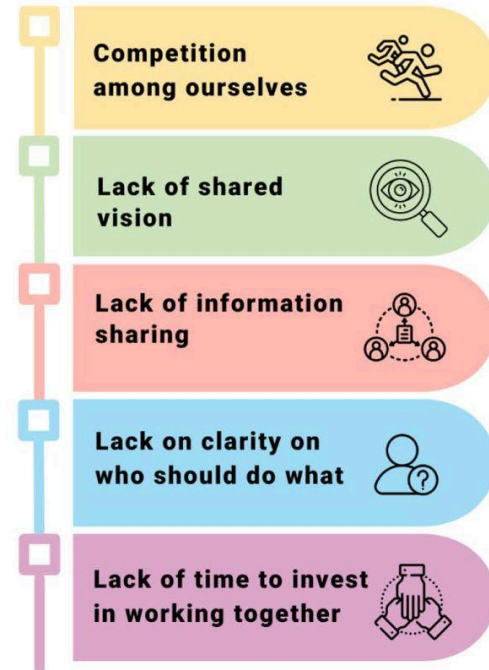 Competition
among ourselves
Lack of shared
vision
Lack of information
sharing
Lack on clarity on
who should do what
?
Lack of time to invest
in working together